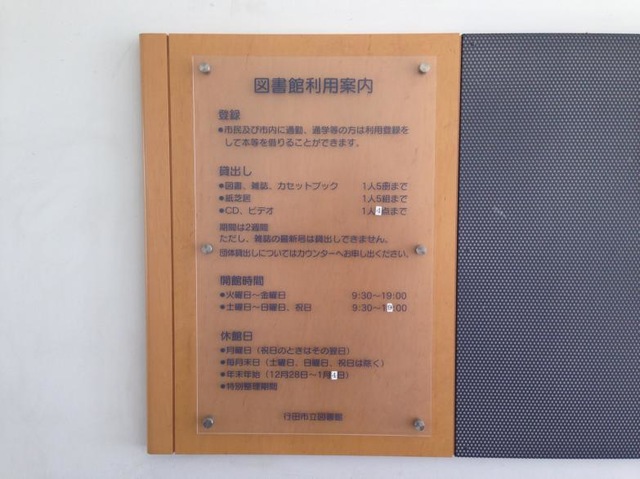 図書館利用案内
登録
●市民及び市内に通勤、通学等の方は利用登録を
して本等を借りることができます。
貸出し
●図書、雑誌、カセットブック 1人5冊まで
●紙芝居 1人5組まで
●CD、ビデオ 1人4点まで
期間は2週間
ただし、雑誌の最新号は貸出しできません。
団体貸出しについてはカウンターへお申し出ください。
開館時間
●火曜日～金曜日 9:30～19:00
●土曜日～日曜日、祝日 9:30～
休館日
●月曜日（祝日のときはその翌日）
●毎月末日（土曜日、日曜日、祝日は除く）
●年末年始（12月28日～1月4日）
●特別整理期間
行田市立図書館